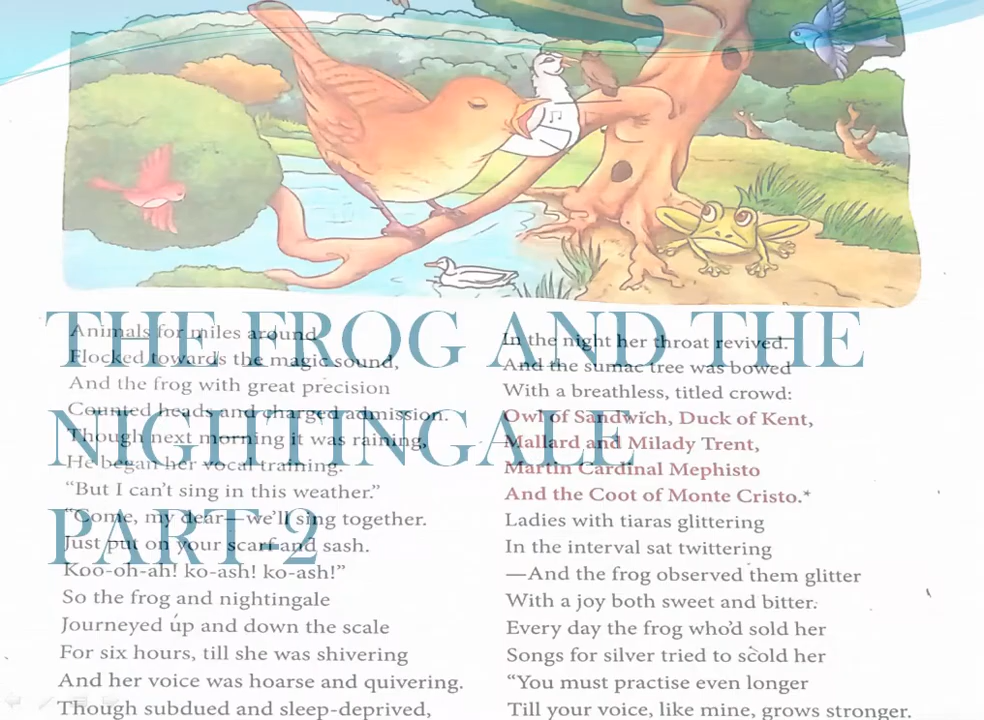 THE FROG AND THE
NIGHTINGALE
PART-2
Animals for miles around
Flocked towards the magic sound,
And the frog with great precision
Counted heads and charged admission.
Though next morning it was raining,
He began her vocal training.
“But I can’t sing in this weather.”
“Come, my dear—we’ll sing together.
Just put on your scarf and sash.
Koo-oh-ah! ko-ash! ko-ash!”
So the frog and nightingale
Journeyed up and down the scale
For six hours, till she was shivering
And her voice was hoarse and quivering.
Though subdued and sleep-deprived,
In the night her throat revived.
And the sumac tree was bowed
With a breathless, titled crowd:
Owl of Sandwich, Duck of Kent,
Mallard and Milady Trent,
Martin Cardinal Mephisto
And the Coot of Monte Cristo.*
Ladies with tiaras glittering
In the interval sat twittering
—And the frog observed them glitter
With a joy both sweet and bitter.
Every day the frog who’d sold her
Songs for silver tried to scold her
“You must practise even longer
Till your voice, like mine, grows stronger.